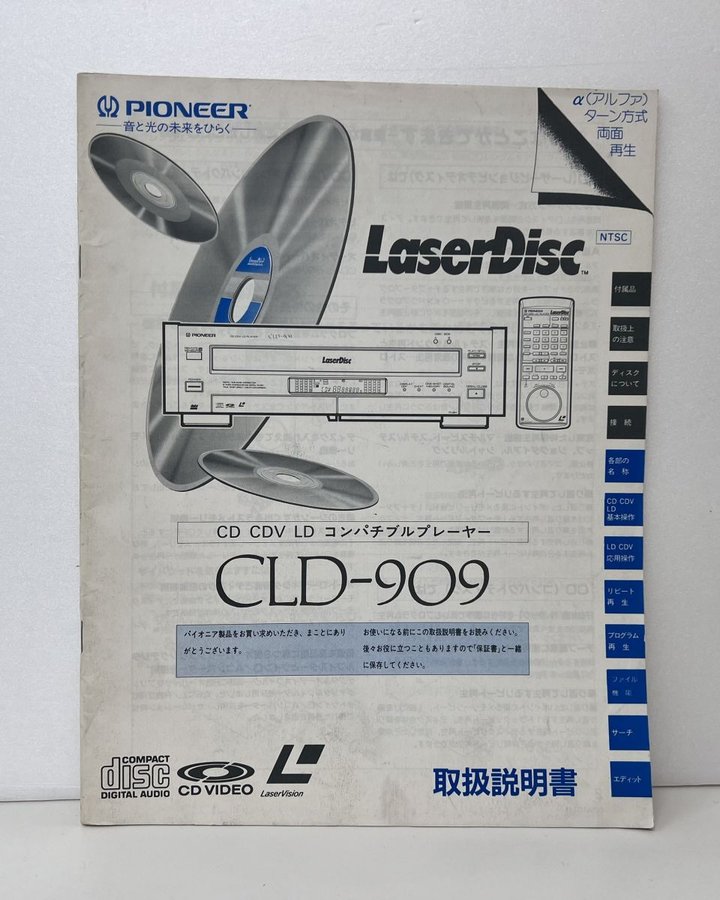 PIONEER
音と光の未来をひらく
α(アルファ)
ターン方式
両面
再生
LaserDisc™
NTSC
付属品
取扱上
の注意
ディスク
について
接続
各部の
名称
CD CDV
LD
基本操作
LD CDV
応用操作
リピート
再生
プログラム
再生
ファイル
機能
サーチ
エディット
PIONEER
CLD-909
LaserDisc
PIONEER
LaserDisc
CD CDV LD コンパチブルプレーヤー
CLD-909
パイオニア製品をお買い求めいただき、まことにあり
がとうございます。
お使いになる前にこの取扱説明書をお読みください。
後々お役に立つこともありますので「保証書」と一緒
に保存してください。
COMPACT
disc
DIGITAL AUDIO
CD VIDEO
LaserVision
取扱説明書